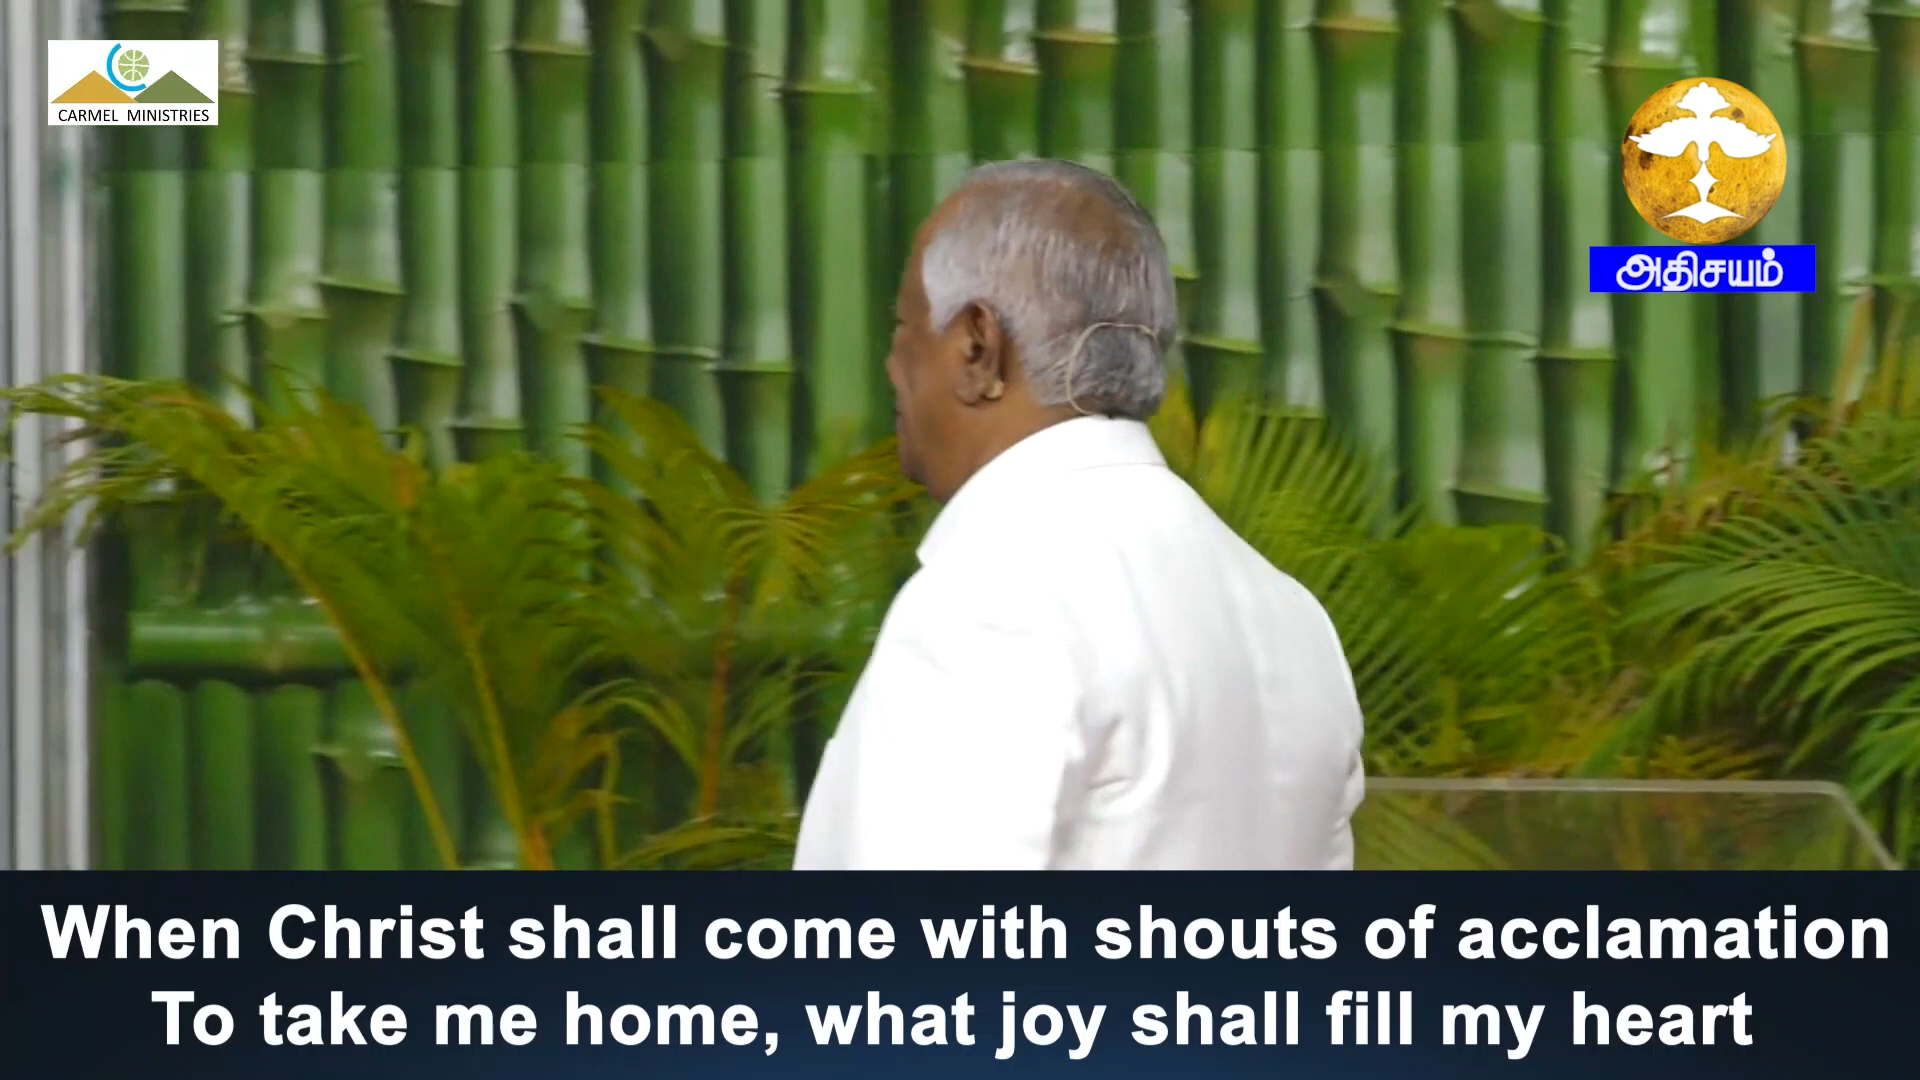 CARMEL MINISTRIES
அதிசயம்
When Christ shall come with shouts of acclamation
To take me home, what joy shall fill my heart